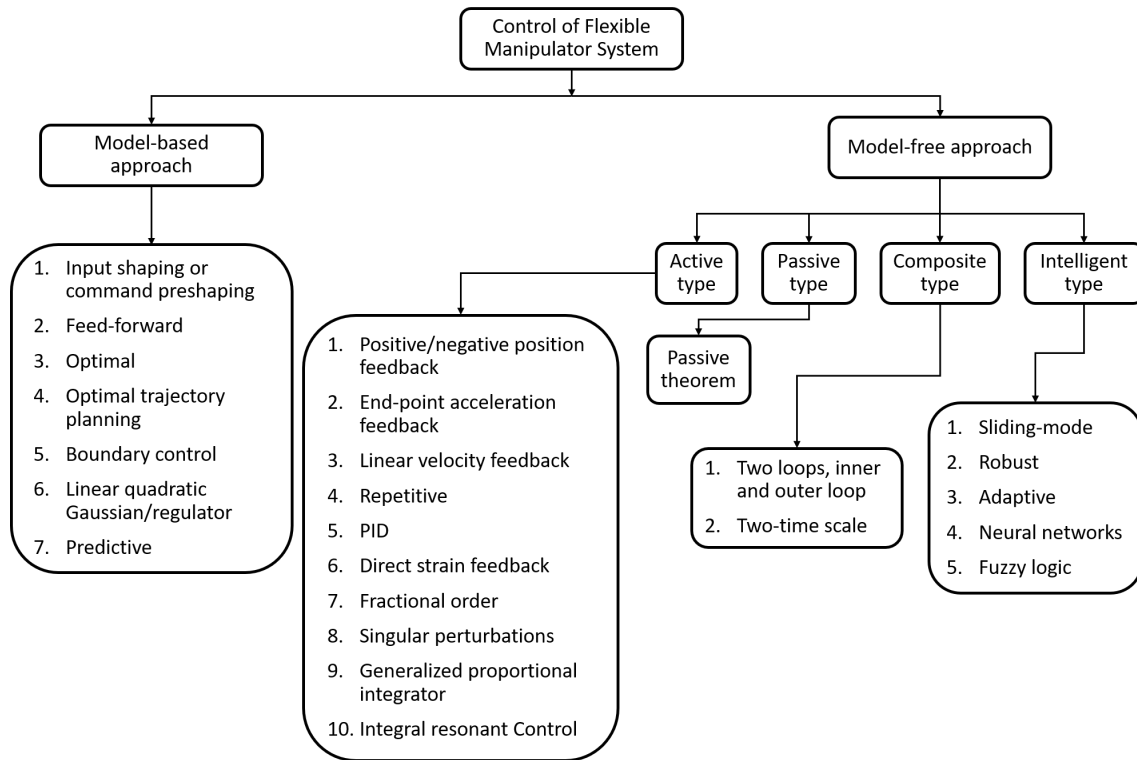 Control of Flexible
Manipulator System
Model-based
approach
Model-free approach
1. Input shaping or
command preshaping
2. Feed-forward
3. Optimal
4. Optimal trajectory
planning
5. Boundary control
6. Linear quadratic
Gaussian/regulator
7. Predictive
Active
type
Passive
type
Composite
type
Intelligent
type
1. Positive/negative position
feedback
2. End-point acceleration
feedback
3. Linear velocity feedback
4. Repetitive
5. PID
6. Direct strain feedback
7. Fractional order
8. Singular perturbations
9. Generalized proportional
integrator
10. Integral resonant Control
Passive
theorem
1. Two loops, inner
and outer loop
2. Two-time scale
1. Sliding-mode
2. Robust
3. Adaptive
4. Neural networks
5. Fuzzy logic